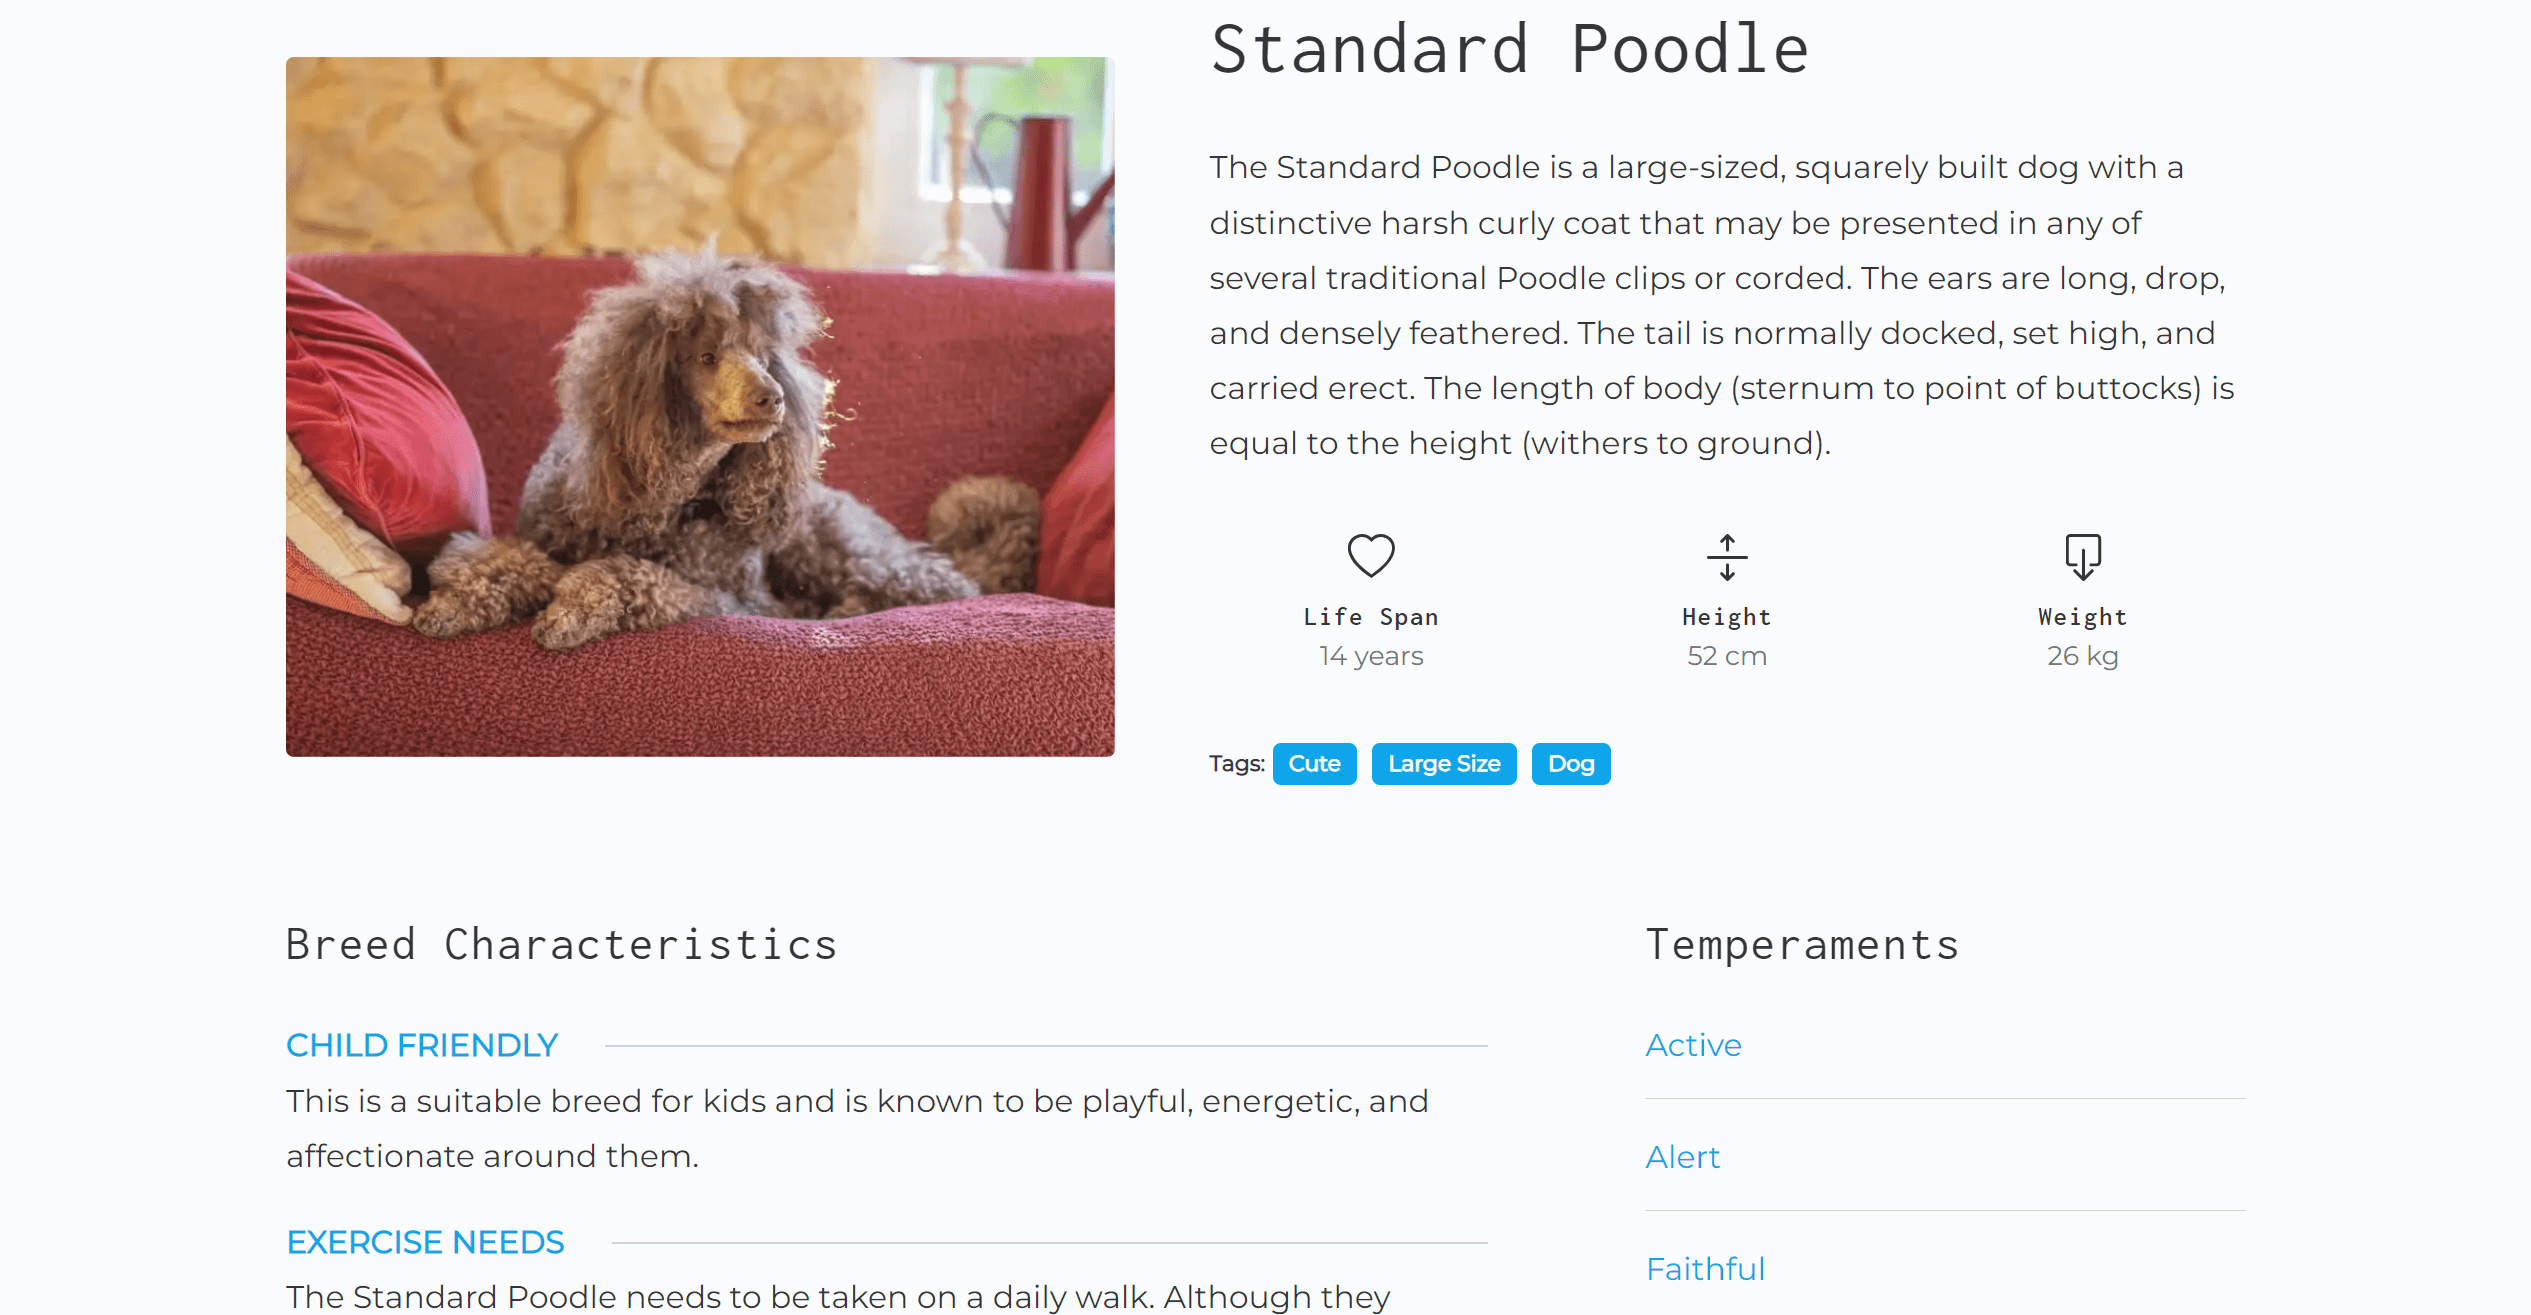 Standard Poodle
The Standard Poodle is a large-sized, squarely built dog with a
distinctive harsh curly coat that may be presented in any of
several traditional Poodle clips or corded. The ears are long, drop,
and densely feathered. The tail is normally docked, set high, and
carried erect. The length of body (sternum to point of buttocks) is
equal to the height (withers to ground).
Life Span
14 years
Height
52 cm
Weight
26 kg
Tags: Cute Large Size Dog
Breed Characteristics
CHILD FRIENDLY
This is a suitable breed for kids and is known to be playful, energetic, and
affectionate around them.
EXERCISE NEEDS
The Standard Poodle needs to be taken on a daily walk. Although they
Temperaments
Active
Alert
Faithful